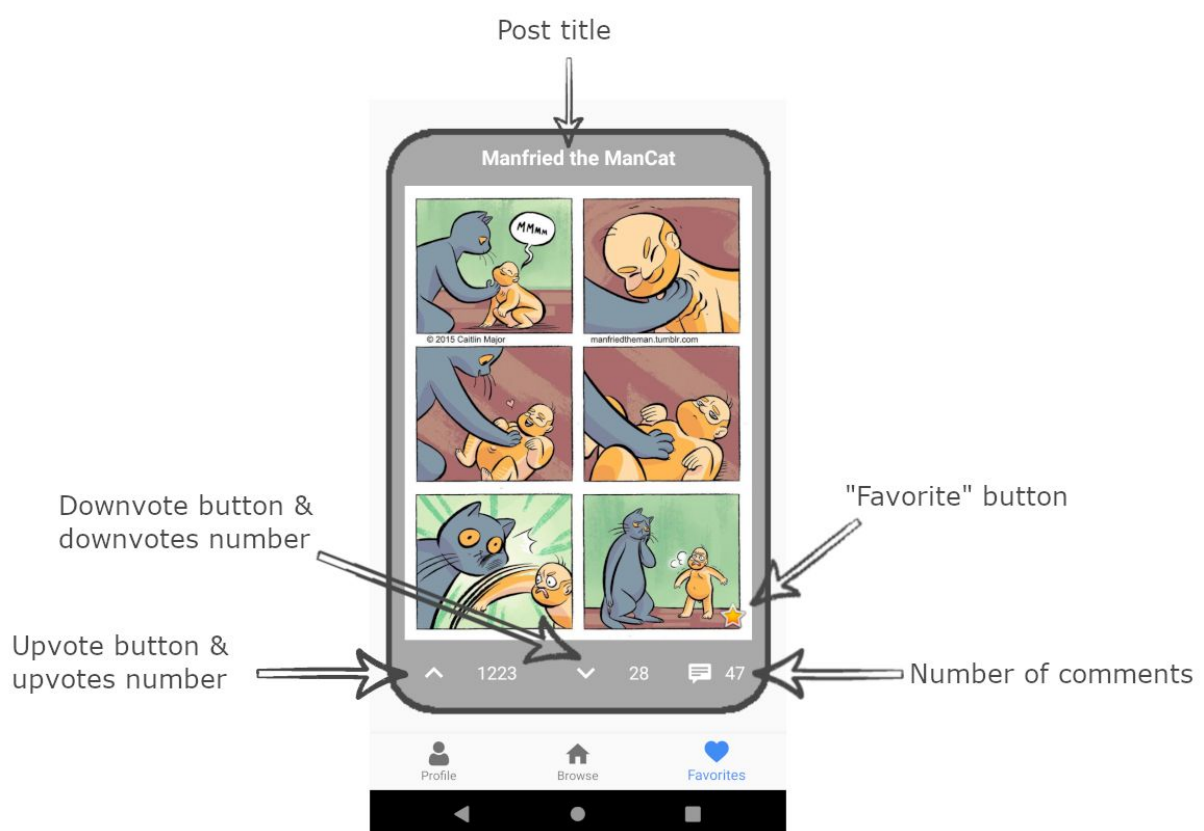 Post title
Manfried the ManCat
MMmm
© 2015 Caitlin Major
manfriedtheman.tumblr.com
Downvote button &
downvotes number
"Favorite" button
Upvote button &
upvotes number
1223
28
47
Number of comments
Profile
Browse
Favorites